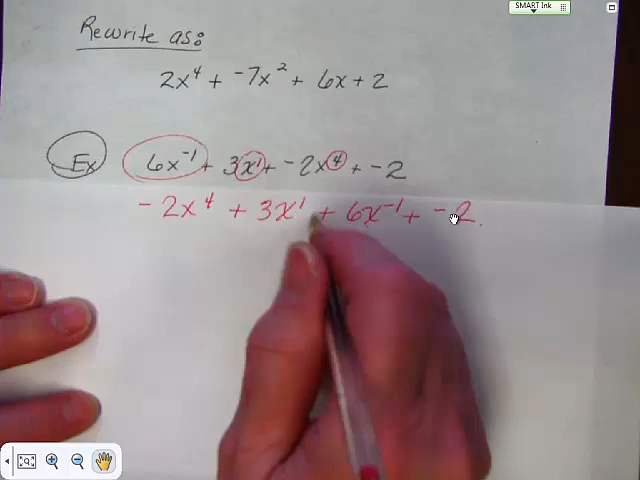 SMART Ink
Rewrite as:
2x⁴ + ⁻7x² + 6x + 2
Ex 6x⁻¹ + 3x¹ + ⁻2x⁴ + ⁻2
-2x⁴ + 3x¹ + 6x⁻¹ + ⁻2